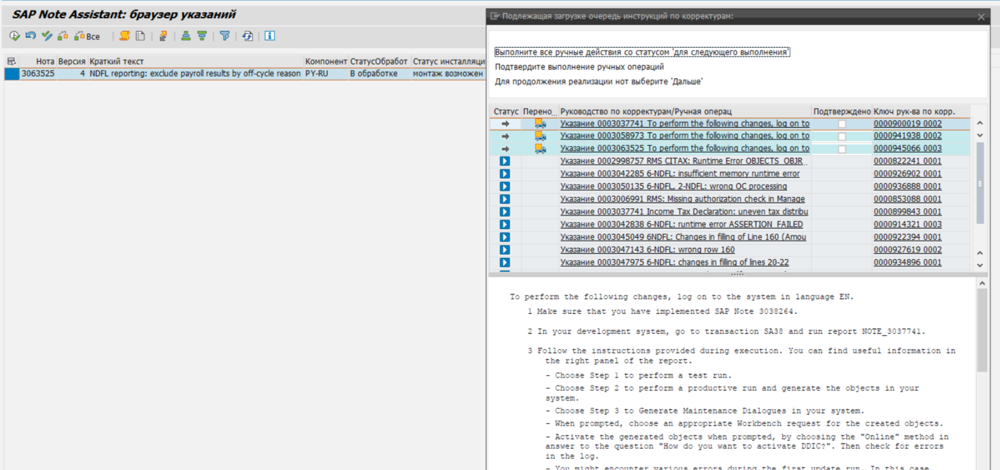 SAP Note Assistant: браузер указаний
Все
Нота Версия Краткий текст Компонент СтатусОбработ Статус инсталляци
3063525 4 NDFL reporting: exclude payroll results by off-cycle reason PY-RU В обработке монтаж возможен
Подлежащая загрузке очередь инструкций по корректурам:
Выполните все ручные действия со статусом 'для следующего выполнения'
Подтвердите выполнение ручных операций
Для продолжения реализации нот выберите 'Дальше'
Статус Перено... Руководство по корректурам/Ручная операц Подтверждено Ключ рук-ва по корр.
Указание 0003037741 To perform the following changes, log on to 0000900019 0002
Указание 0003058973 To perform the following changes, log on to 0000941938 0002
Указание 0003063525 To perform the following changes, log on to 0000945066 0003
Указание 0002998757 RMS CITAX: Runtime Error OBJECTS_OBJR... 0000822241 0001
Указание 0003042285 6-NDFL: insufficient memory runtime error 0000926902 0001
Указание 0003050135 6-NDFL, 2-NDFL: wrong OC processing 0000936888 0001
Указание 0003006991 RMS: Missing authorization check in Manage 0000853088 0001
Указание 0003037741 Income Tax Declaration: uneven tax distribu 0000899843 0001
Указание 0003042838 6-NDFL: runtime error ASSERTION_FAILED 0000914321 0003
Указание 0003045049 6NDFL: Changes in filling of Line 160 (Amou 0000922394 0001
Указание 0003047143 6-NDFL: wrong row 160 0000927619 0002
Указание 0003047975 6-NDFL: changes in filling of lines 20-22 0000934896 0001
To perform the following changes, log on to the system in language EN.
1 Make sure that you have implemented SAP Note 3038264.
2 In your development system, go to transaction SA38 and run report NOTE_3037741.
3 Follow the instructions provided during execution. You can find useful information in
the right panel of the report.
- Choose Step 1 to perform a test run.
- Choose Step 2 to perform a productive run and generate the objects in your
system.
- Choose Step 3 to Generate Maintenance Dialogues in your system.
- When prompted, choose an appropriate Workbench request for the created objects.
- Activate the generated objects when prompted, by choosing the "Online" method in
answer to the question "How do you want to activate DDIC?". Then check for errors
in the log.
- You might encounter various errors during the first update run. In this case,